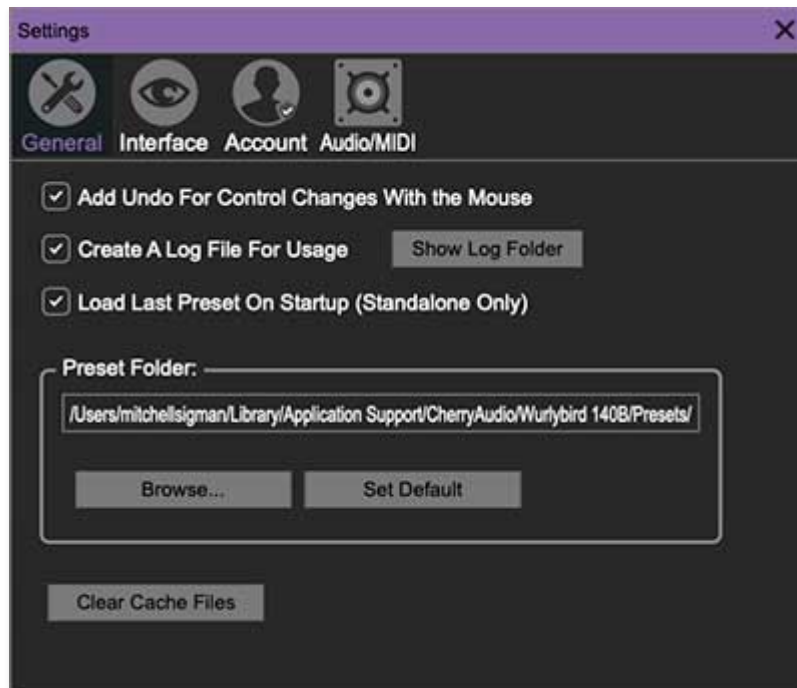 Settings
General Interface Account Audio/MIDI
Add Undo For Control Changes With the Mouse
Create A Log File For Usage Show Log Folder
Load Last Preset On Startup (Standalone Only)
Preset Folder:
/Users/mitchellsigman/Library/Application Support/CherryAudio/Wurlybird 140B/Presets/
Browse... Set Default
Clear Cache Files